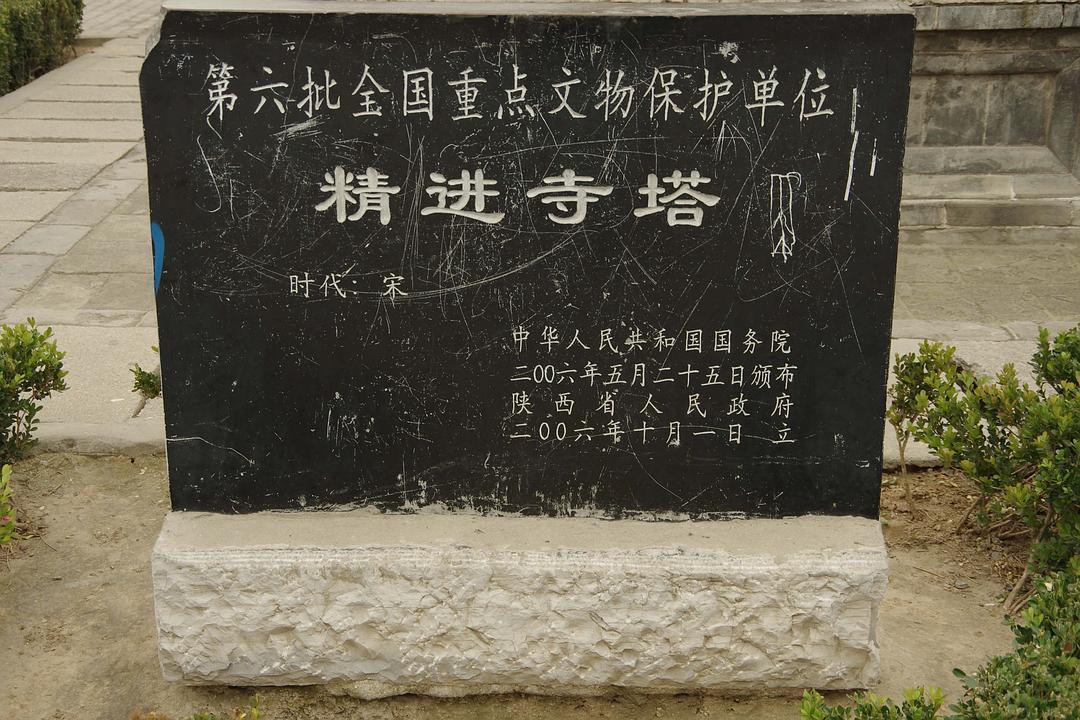 第六批全国重点文物保护单位
精进寺塔
时代：宋
中华人民共和国国务院
二00六年五月二十五日颁布
陕西省人民政府
二00六年十月一日 立